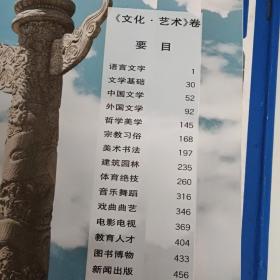 《文化·艺术》卷
要 目
语言文字 1
文学基础 30
中国文学 52
外国文学 92
哲学美学 145
宗教习俗 168
美术书法 197
建筑园林 235
体育绝技 260
音乐舞蹈 316
戏曲曲艺 346
电影电视 369
教育人才 404
图书博物 433
新闻出版 456